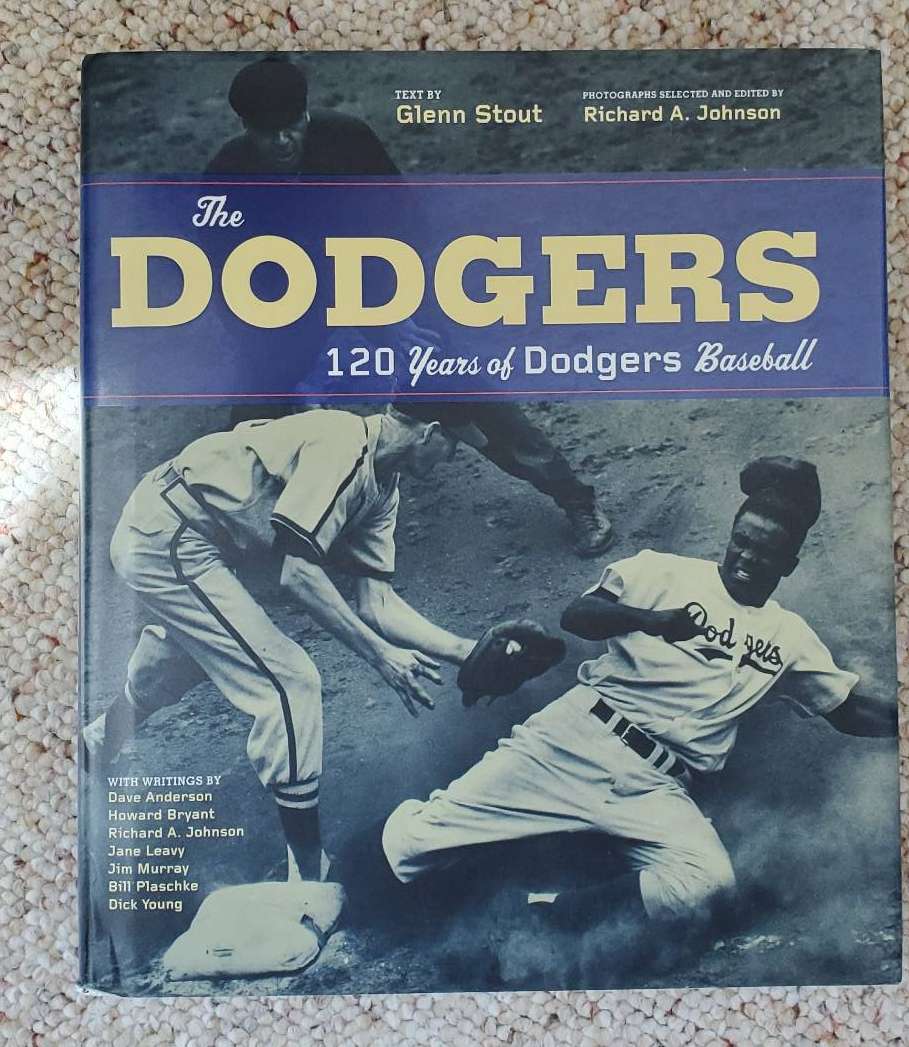 TEXT BY
Glenn Stout
PHOTOGRAPHS SELECTED AND EDITED BY
Richard A. Johnson
The
DODGERS
120 Years of Dodgers Baseball
Dodgers
WITH WRITINGS BY
Dave Anderson
Howard Bryant
Richard A. Johnson
Jane Leavy
Jim Murray
Bill Plaschke
Dick Young